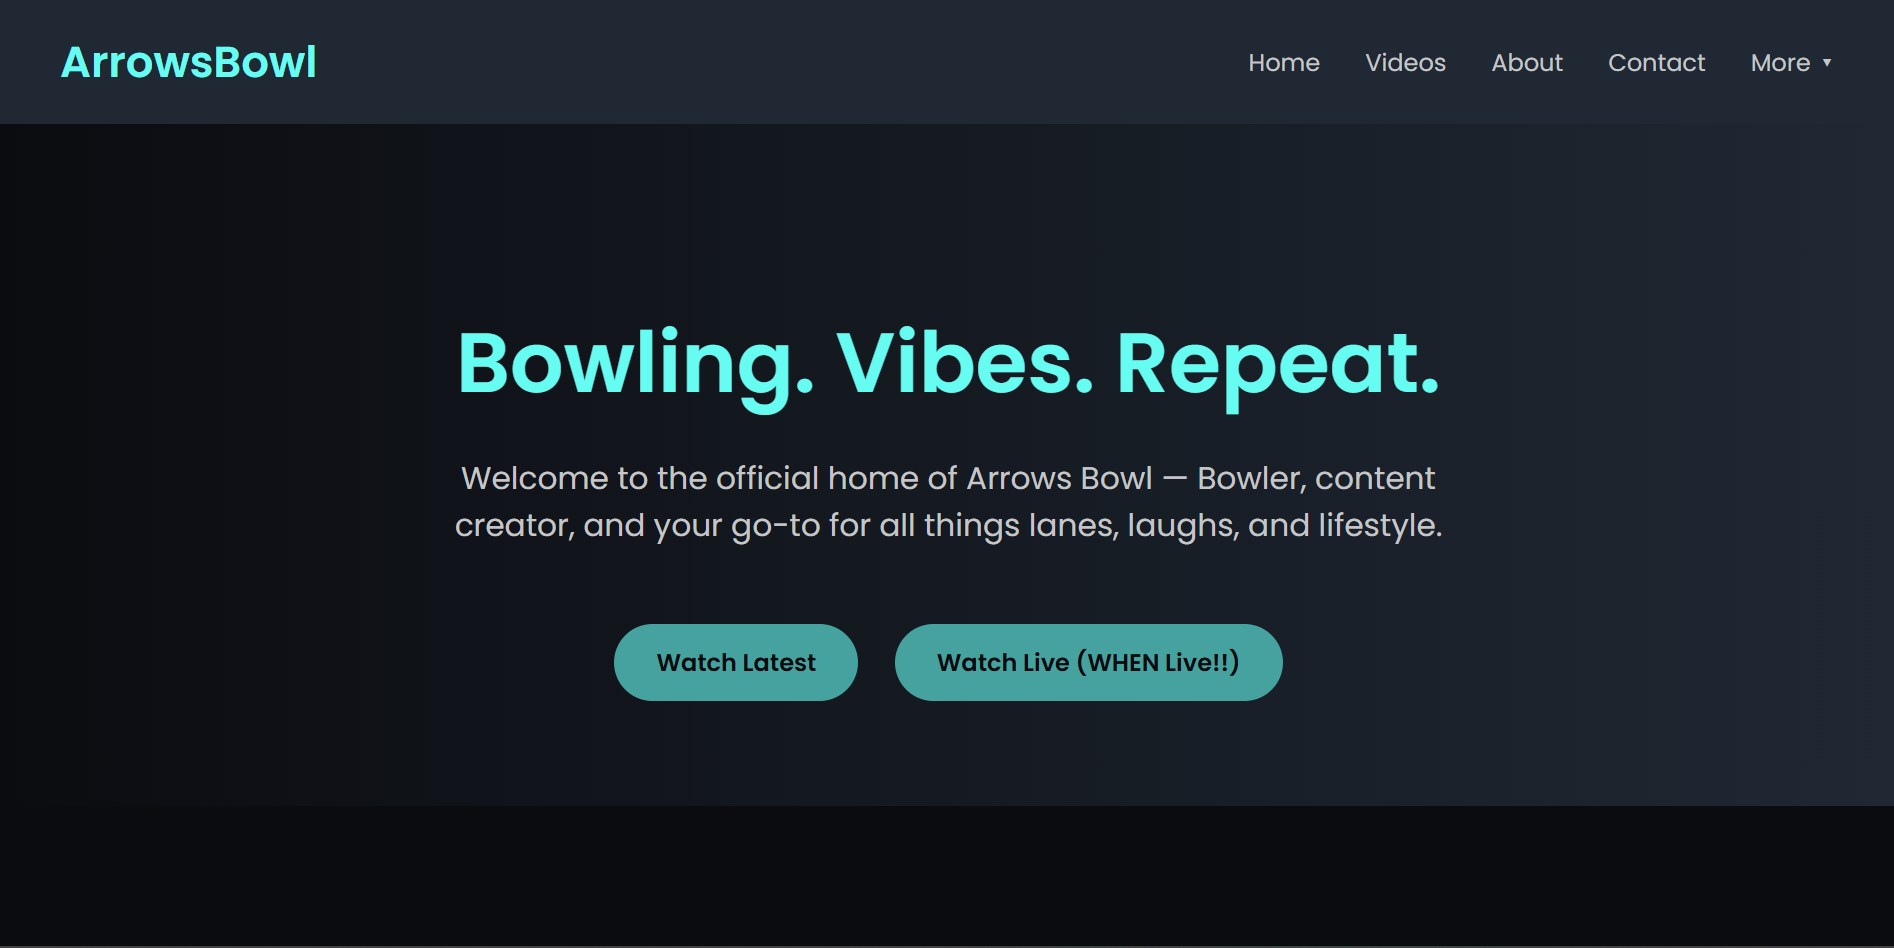 ArrowsBowl
Home Videos About Contact More ▼
Bowling. Vibes. Repeat.
Welcome to the official home of Arrows Bowl — Bowler, content
creator, and your go-to for all things lanes, laughs, and lifestyle.
Watch Latest Watch Live (WHEN Live!!)